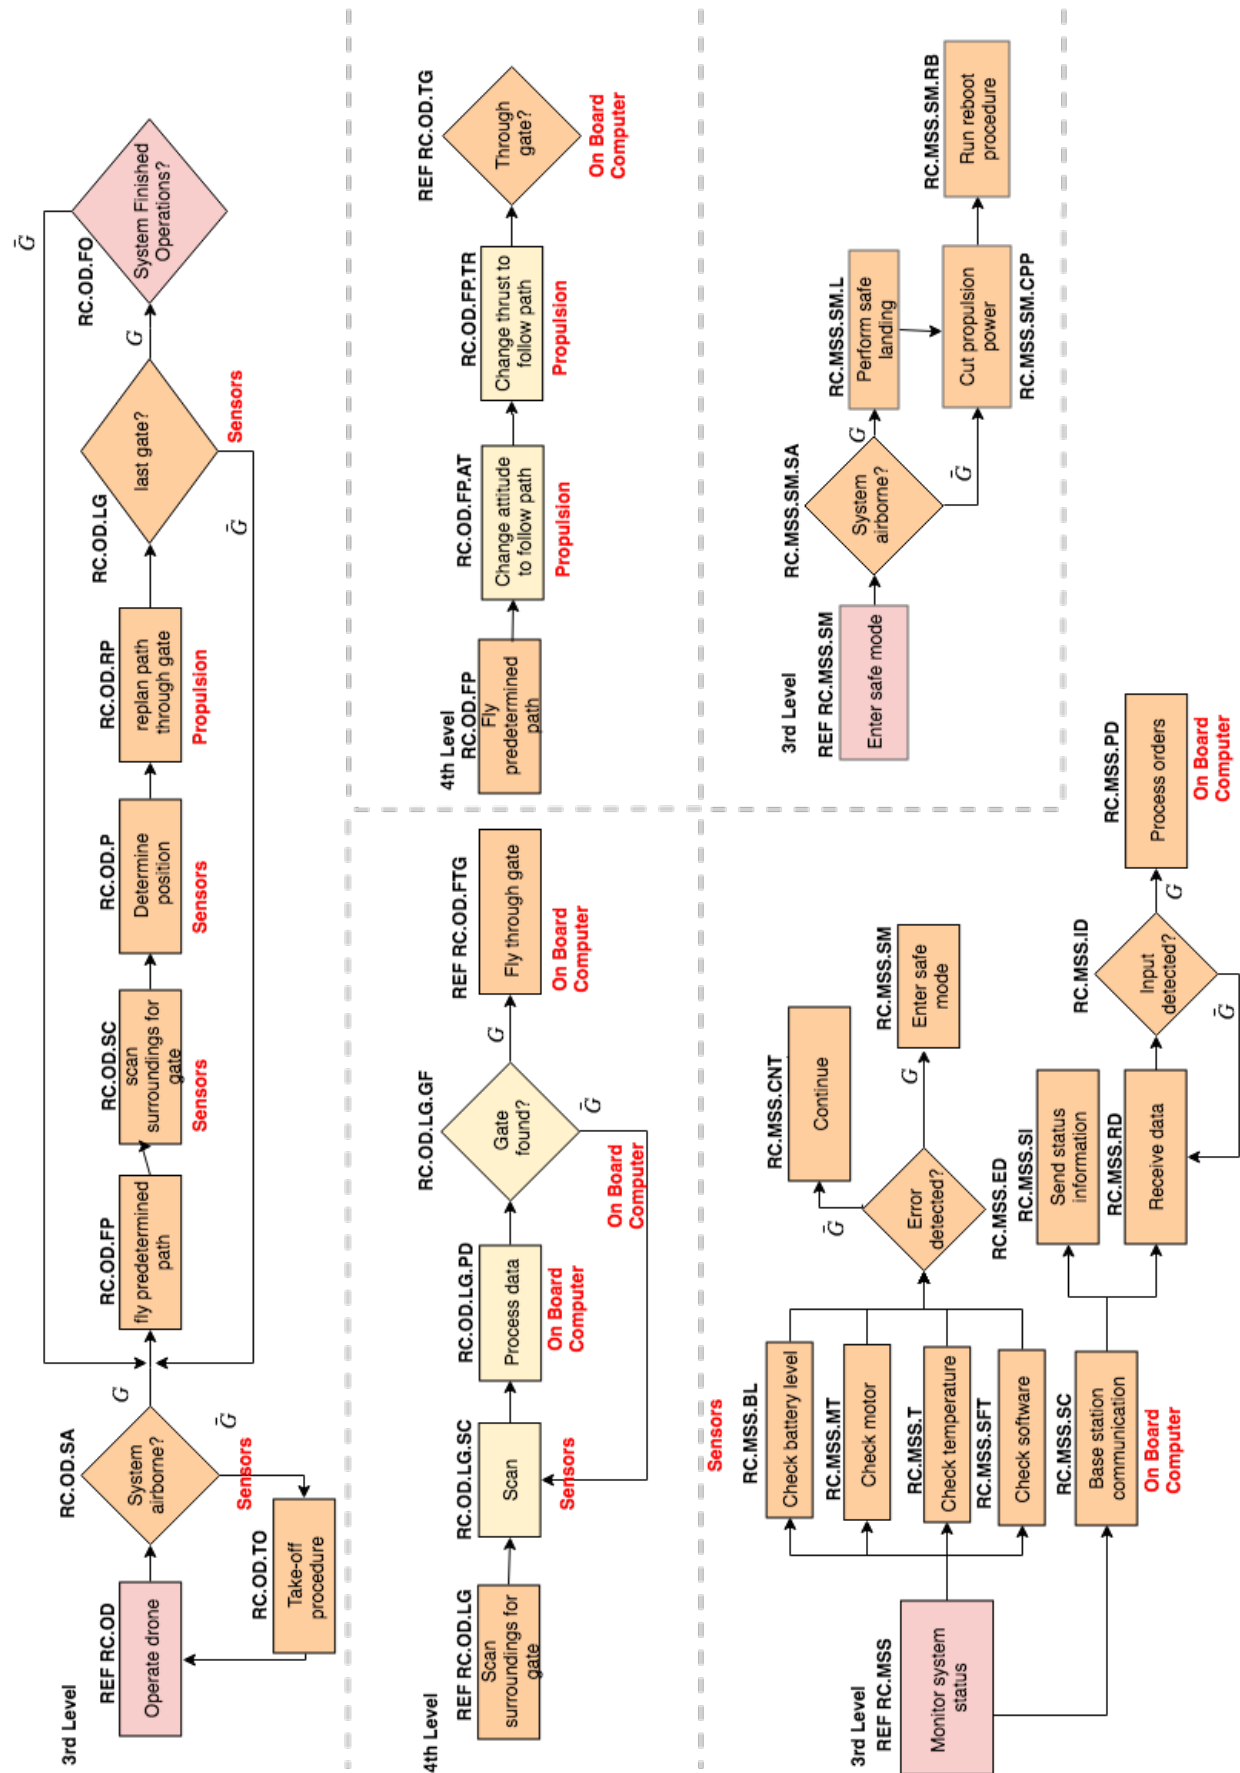 3rd Level
REF RC.OD
Operate drone
RC.OD.TO
Take-off
procedure
RC.OD.SA
System
airborne?
Sensors
G
Ḡ
RC.OD.FP
fly predetermined
path
RC.OD.SC
scan
surroundings for
gate
Sensors
RC.OD.P
Determine
position
Sensors
RC.OD.RP
replan path
through gate
Propulsion
RC.OD.LG
last gate?
Sensors
G
Ḡ
RC.OD.FO
System Finished
Operations?
Ḡ
4th Level
REF RC.OD.LG
Scan
surroundings for
gate
RC.OD.LG.SC
Scan
Sensors
RC.OD.LG.PD
Process data
On Board
Computer
RC.OD.LG.GF
Gate
found?
G
Ḡ
On Board
Computer
REF RC.OD.FTG
Fly through gate
On Board
Computer
4th Level
RC.OD.FP
Fly
predetermined
path
RC.OD.FP.AT
Change attitude
to follow path
Propulsion
RC.OD.FP.TR
Change thrust to
follow path
Propulsion
REF RC.OD.TG
Through
gate?
On Board
Computer
3rd Level
REF RC.MSS
Monitor system
status
Sensors
RC.MSS.BL
Check battery level
RC.MSS.MT
Check motor
RC.MSS.T
Check temperature
RC.MSS.SFT
Check software
RC.MSS.SC
Base station
communication
On Board
Computer
RC.MSS.ED
Error
detected?
Ḡ
G
RC.MSS.CNT
Continue
RC.MSS.SM
Enter safe
mode
RC.MSS.SI
Send status
information
RC.MSS.RD
Receive data
RC.MSS.ID
Input
detected?
G
Ḡ
RC.MSS.PD
Process orders
On Board
Computer
3rd Level
REF RC.MSS.SM
Enter safe mode
RC.MSS.SM.SA
System
airborne?
G
Ḡ
RC.MSS.SM.L
Perform safe
landing
Cut propulsion
power
RC.MSS.SM.CPP
RC.MSS.SM.RB
Run reboot
procedure